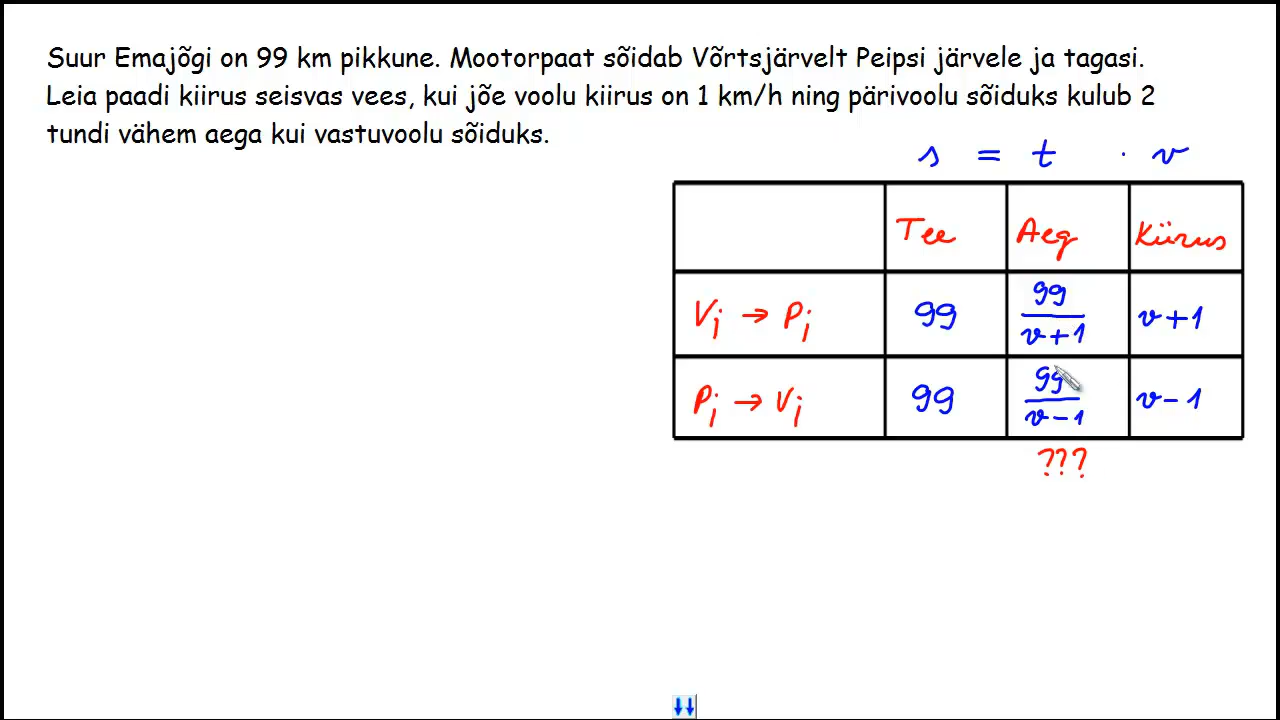 Suur Emajõgi on 99 km pikkune. Mootorpaat sõidab Võrtsjärvelt Peipsi järvele ja tagasi.
Leia paadi kiirus seisvas vees, kui jõe voolu kiirus on 1 km/h ning pärivoolu sõiduks kulub 2
tundi vähem aega kui vastuvoolu sõiduks.
s = t · v
Tee Aeg Kiirus
Vj → Pj 99 99/(v+1) v+1
Pj → Vj 99 99/(v-1) v-1
???